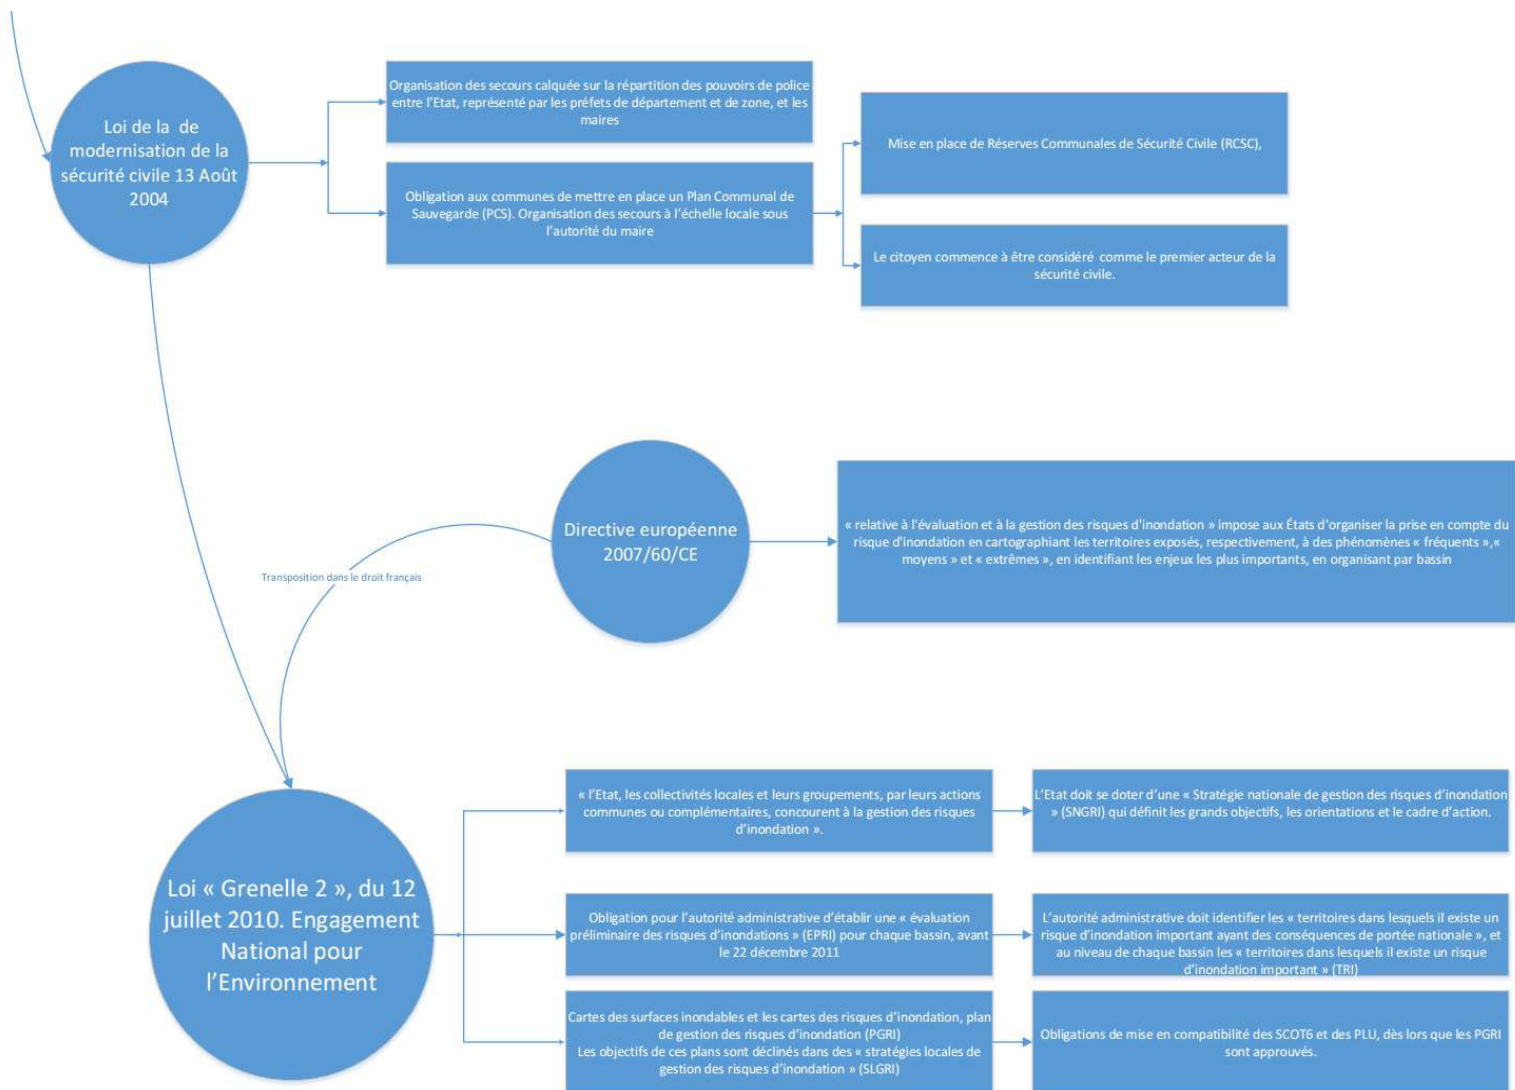 Loi de la  de
modernisation de la
sécurité civile 13 Août
2004
Organisation des secours calquée sur la répartition des pouvoirs de police
entre l'Etat, représenté par les préfets de département et de zone, et les
maires
Obligation aux communes de mettre en place un Plan Communal de
Sauvegarde (PCS). Organisation des secours à l'échelle locale sous
l'autorité du maire
Mise en place de Réserves Communales de Sécurité Civile (RCSC),
Le citoyen commence à être considéré  comme le premier acteur de la
sécurité civile.
Directive européenne
2007/60/CE
« relative à l'évaluation et à la gestion des risques d'inondation » impose aux États d'organiser la prise en compte du
risque d'inondation en cartographiant les territoires exposés, respectivement, à des phénomènes « fréquents »,«
moyens » et « extrêmes », en identifiant les enjeux les plus importants, en organisant par bassin
Transposition dans le droit français
Loi « Grenelle 2 », du 12
juillet 2010. Engagement
National pour
l'Environnement
« l'Etat, les collectivités locales et leurs groupements, par leurs actions
communes ou complémentaires, concourent à la gestion des risques
d'inondation ».
L'Etat doit se doter d'une « Stratégie nationale de gestion des risques d'inondation
» (SNGRI) qui définit les grands objectifs, les orientations et le cadre d'action.
Obligation pour l'autorité administrative d'établir une « évaluation
préliminaire des risques d'inondations » (EPRI) pour chaque bassin, avant
le 22 décembre 2011
L'autorité administrative doit identifier les « territoires dans lesquels il existe un
risque d'inondation important ayant des conséquences de portée nationale », et
au niveau de chaque bassin les « territoires dans lesquels il existe un risque
d'inondation important » (TRI)
Cartes des surfaces inondables et les cartes des risques d'inondation, plan
de gestion des risques d'inondation (PGRI)
Les objectifs de ces plans sont déclinés dans des « stratégies locales de
gestion des risques d'inondation » (SLGRI)
Obligations de mise en compatibilité des SCOT6 et des PLU, dès lors que les PGRI
sont approuvés.